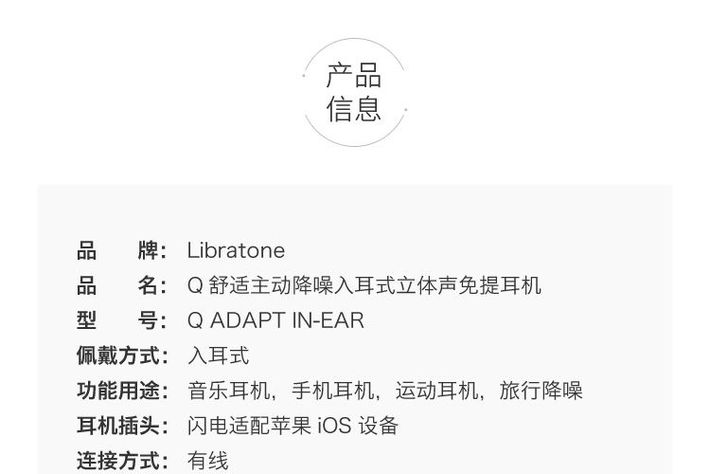 产品
信息
品 牌： Libratone
品 名： Q 舒适主动降噪入耳式立体声免提耳机
型 号： Q ADAPT IN-EAR
佩戴方式： 入耳式
功能用途： 音乐耳机，手机耳机，运动耳机，旅行降噪
耳机插头： 闪电适配苹果 iOS 设备
连接方式： 有线